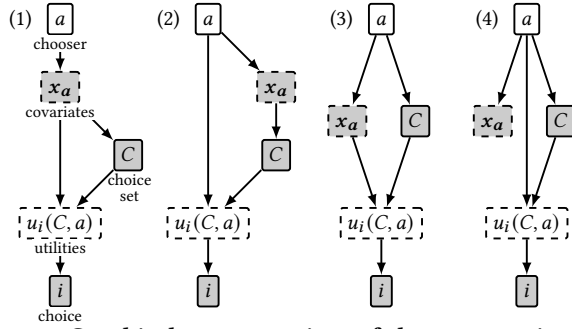 (1) a (2) a (3) a (4) a
chooser
x_a x_a x_a x_a
covariates
C C C C
choice
set
u_i(C, a) u_i(C, a) u_i(C, a) u_i(C, a)
utilities
i i i i
choice